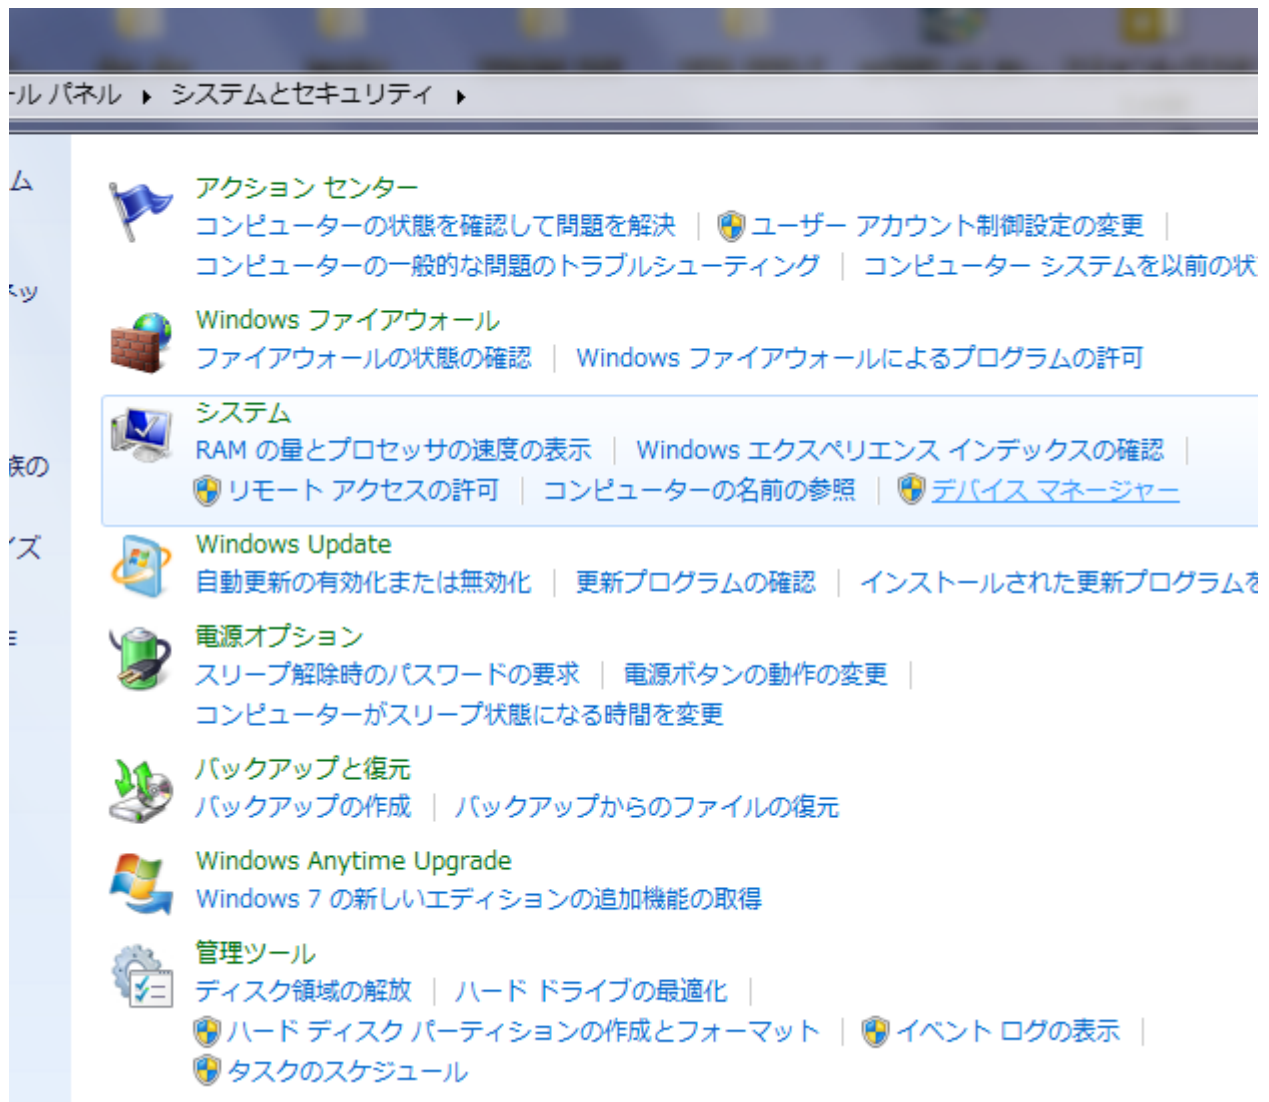 ール パネル ▶ システムとセキュリティ ▶
ム
ネッ
族の
イズ
アクション センター
コンピューターの状態を確認して問題を解決 | ユーザー アカウント制御設定の変更 |
コンピューターの一般的な問題のトラブルシューティング | コンピューター システムを以前の状
Windows ファイアウォール
ファイアウォールの状態の確認 | Windows ファイアウォールによるプログラムの許可
システム
RAM の量とプロセッサの速度の表示 | Windows エクスペリエンス インデックスの確認 |
リモート アクセスの許可 | コンピューターの名前の参照 | デバイス マネージャー
Windows Update
自動更新の有効化または無効化 | 更新プログラムの確認 | インストールされた更新プログラムを
電源オプション
スリープ解除時のパスワードの要求 | 電源ボタンの動作の変更 |
コンピューターがスリープ状態になる時間を変更
バックアップと復元
バックアップの作成 | バックアップからのファイルの復元
Windows Anytime Upgrade
Windows 7 の新しいエディションの追加機能の取得
管理ツール
ディスク領域の解放 | ハード ドライブの最適化 |
ハード ディスク パーティションの作成とフォーマット | イベント ログの表示 |
タスクのスケジュール